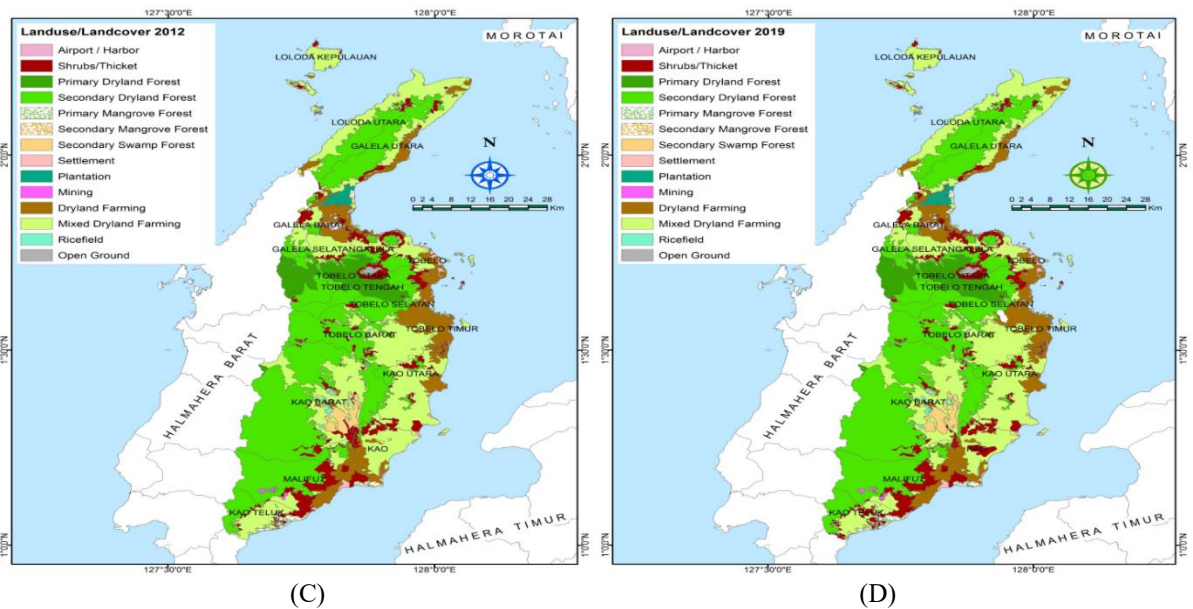 127°30'0"E
128°0'0"E
Landuse/Landcover 2012
Airport / Harbor
Shrubs/Thicket
Primary Dryland Forest
Secondary Dryland Forest
Primary Mangrove Forest
Secondary Mangrove Forest
Secondary Swamp Forest
Settlement
Plantation
Mining
Dryland Farming
Mixed Dryland Farming
Ricefield
Open Ground
MOROTAI
LOLODA KEPULAUAN
LOLODA UTARA
GALELA UTARA
N
0 2 4 8 12 16 20 24 28
Km
2°0'0"N
GALELA BARAT
GALELA SELATAN
TOBELO
TOBELO UTARA
TOBELO TENGAH
TOBELO SELATAN
TOBELO BARAT
TOBELO TIMUR
1°30'0"N
KAO UTARA
HALMAHERA BARAT
KAO BARAT
KAO
MALIFUT
KAO TELUK
HALMAHERA TIMUR
1°0'0"N
127°30'0"E
128°0'0"E
(C)
127°30'0"E
128°0'0"E
Landuse/Landcover 2019
Airport / Harbor
Shrubs/Thicket
Primary Dryland Forest
Secondary Dryland Forest
Primary Mangrove Forest
Secondary Mangrove Forest
Secondary Swamp Forest
Settlement
Plantation
Mining
Dryland Farming
Mixed Dryland Farming
Ricefield
Open Ground
MOROTAI
LOLODA KEPULAUAN
LOLODA UTARA
GALELA UTARA
N
0 2 4 8 12 16 20 24 28
Km
2°0'0"N
GALELA BARAT
GALELA SELATAN
TOBELO
TOBELO UTARA
TOBELO TENGAH
TOBELO SELATAN
TOBELO BARAT
TOBELO TIMUR
1°30'0"N
KAO UTARA
HALMAHERA BARAT
KAO BARAT
KAO
MALIFUT
KAO TELUK
HALMAHERA TIMUR
1°0'0"N
127°30'0"E
128°0'0"E
(D)